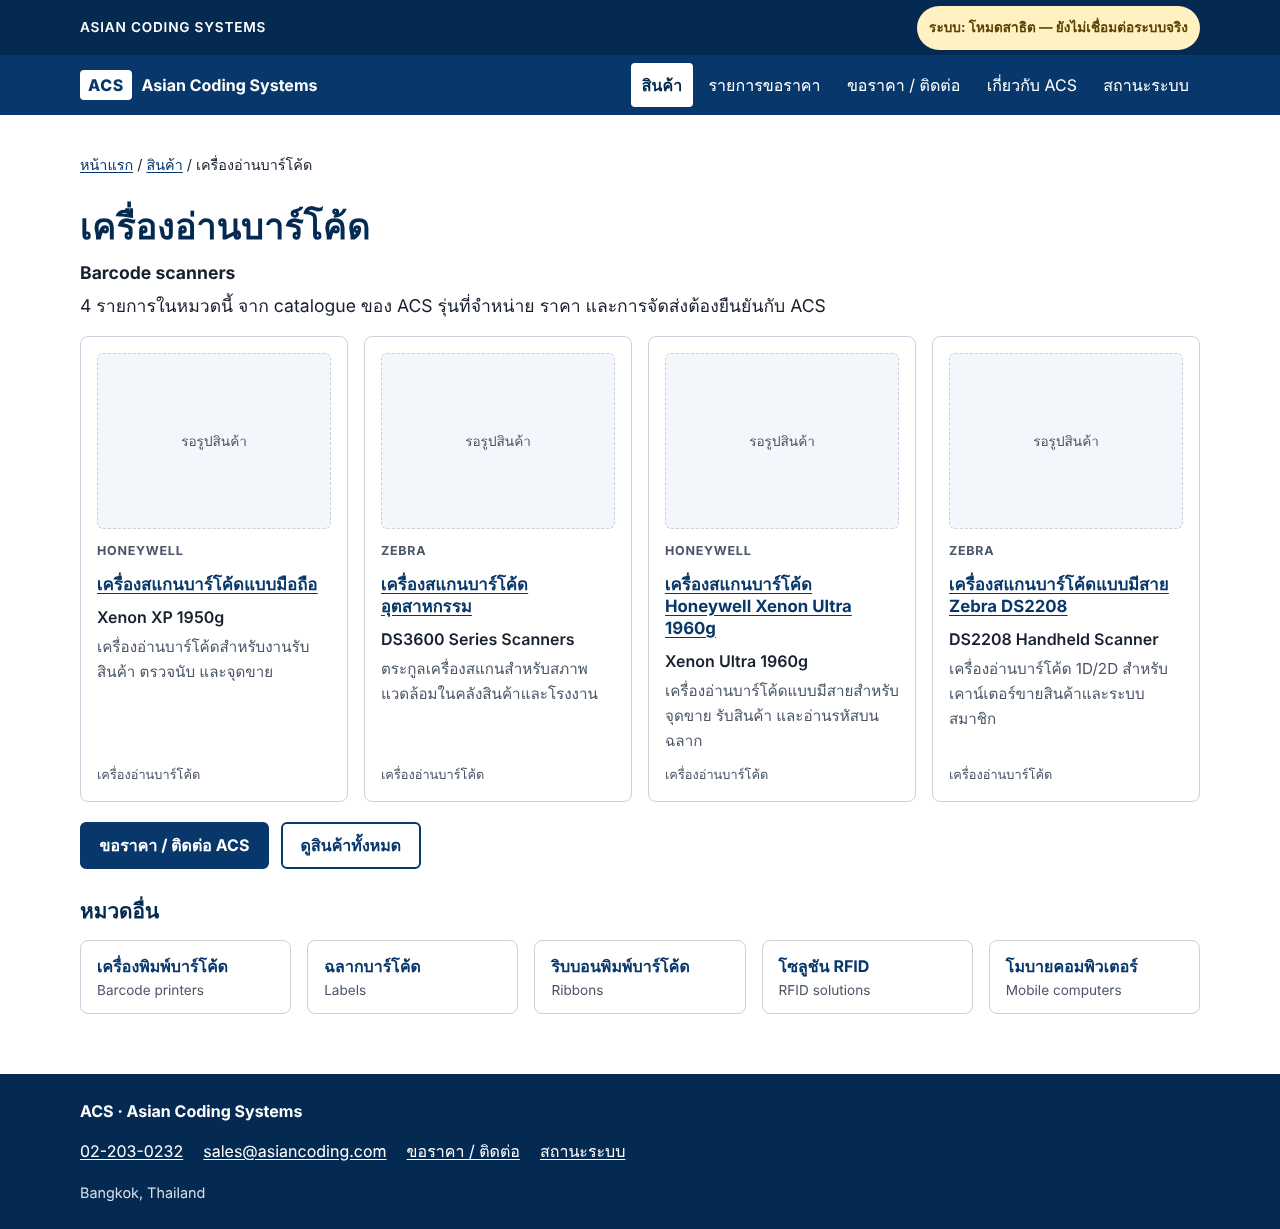 ASIAN CODING SYSTEMS
ระบบ: โหมดสาธิต — ยังไม่เชื่อมต่อระบบจริง
ACS Asian Coding Systems
สินค้า
รายการขอราคา
ขอราคา / ติดต่อ
เกี่ยวกับ ACS
สถานะระบบ
หน้าแรก / สินค้า / เครื่องอ่านบาร์โค้ด
เครื่องอ่านบาร์โค้ด
Barcode scanners
4 รายการในหมวดนี้ จาก catalogue ของ ACS รุ่นที่จำหน่าย ราคา และการจัดส่งต้องยืนยันกับ ACS
รอรูปสินค้า
HONEYWELL
เครื่องสแกนบาร์โค้ดแบบมือถือ
Xenon XP 1950g
เครื่องอ่านบาร์โค้ดสำหรับงานรับ
สินค้า ตรวจนับ และจุดขาย
เครื่องอ่านบาร์โค้ด
รอรูปสินค้า
ZEBRA
เครื่องสแกนบาร์โค้ด
อุตสาหกรรม
DS3600 Series Scanners
ตระกูลเครื่องสแกนสำหรับสภาพ
แวดล้อมในคลังสินค้าและโรงงาน
เครื่องอ่านบาร์โค้ด
รอรูปสินค้า
HONEYWELL
เครื่องสแกนบาร์โค้ด
Honeywell Xenon Ultra
1960g
Xenon Ultra 1960g
เครื่องอ่านบาร์โค้ดแบบมีสายสำหรับ
จุดขาย รับสินค้า และอ่านรหัสบน
ฉลาก
เครื่องอ่านบาร์โค้ด
รอรูปสินค้า
ZEBRA
เครื่องสแกนบาร์โค้ดแบบมีสาย
Zebra DS2208
DS2208 Handheld Scanner
เครื่องอ่านบาร์โค้ด 1D/2D สำหรับ
เคาน์เตอร์ขายสินค้าและระบบ
สมาชิก
เครื่องอ่านบาร์โค้ด
ขอราคา / ติดต่อ ACS
ดูสินค้าทั้งหมด
หมวดอื่น
เครื่องพิมพ์บาร์โค้ด
Barcode printers
ฉลากบาร์โค้ด
Labels
ริบบอนพิมพ์บาร์โค้ด
Ribbons
โซลูชัน RFID
RFID solutions
โมบายคอมพิวเตอร์
Mobile computers
ACS · Asian Coding Systems
02-203-0232 sales@asiancoding.com ขอราคา / ติดต่อ สถานะระบบ
Bangkok, Thailand